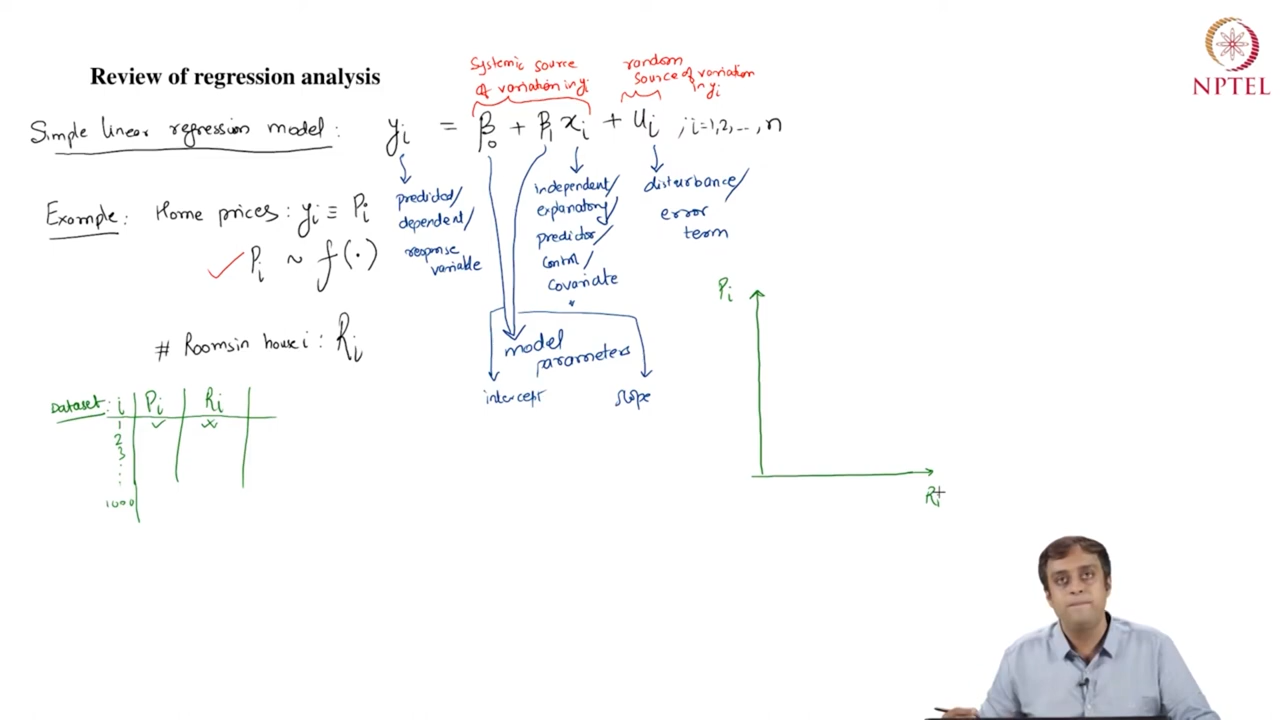 Review of regression analysis
NPTEL
Systemic source of variation in yi
random source of variation in yi
Simple linear regression model : yi = β0 + β1 xi + ui ; i=1,2,..., n
predicted/ dependent/ response variable
independent/ explanatory/ predictor/ control/ covariate
disturbance/ error term
Example: Home prices : yi ≡ Pi
Pi ~ f(·)
# Rooms in house i : Ri
model parameters
intercept
slope
Dataset : i Pi Ri
1 ✓ ✗
2
3
⋮
1000
Pi
Ri